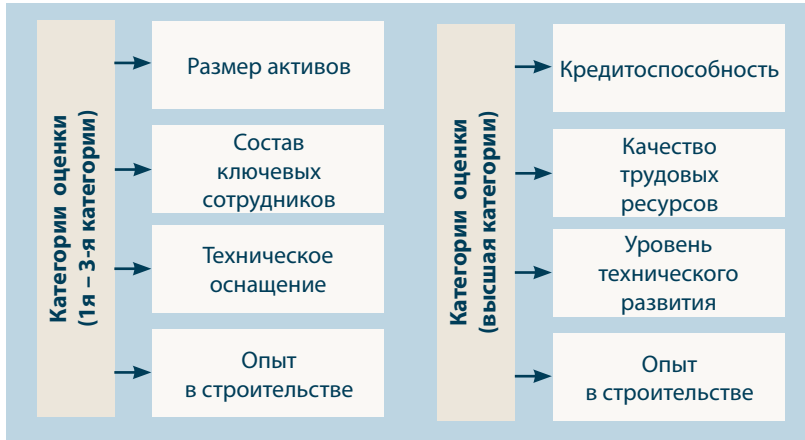 Категории оценки
(1я – 3-я категории)
Размер активов
Состав
ключевых
сотрудников
Техническое
оснащение
Опыт
в строительстве
Категории оценки
(высшая категории)
Кредитоспособность
Качество
трудовых
ресурсов
Уровень
технического
развития
Опыт
в строительстве